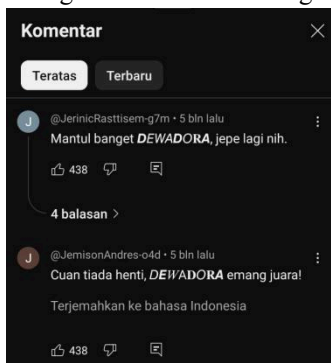 Komentar
Teratas Terbaru
@JerinicRasttisem-g7m • 5 bln lalu
Mantul banget DEWADORA, jepe lagi nih.
438
4 balasan >
@JemisonAndres-o4d • 5 bln lalu
Cuan tiada henti, DEWADORA emang juara!
Terjemahkan ke bahasa Indonesia
438